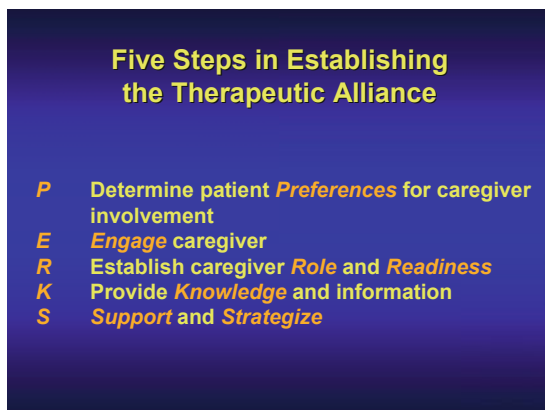 Five Steps in Establishing
the Therapeutic Alliance
P Determine patient Preferences for caregiver
involvement
E Engage caregiver
R Establish caregiver Role and Readiness
K Provide Knowledge and information
S Support and Strategize